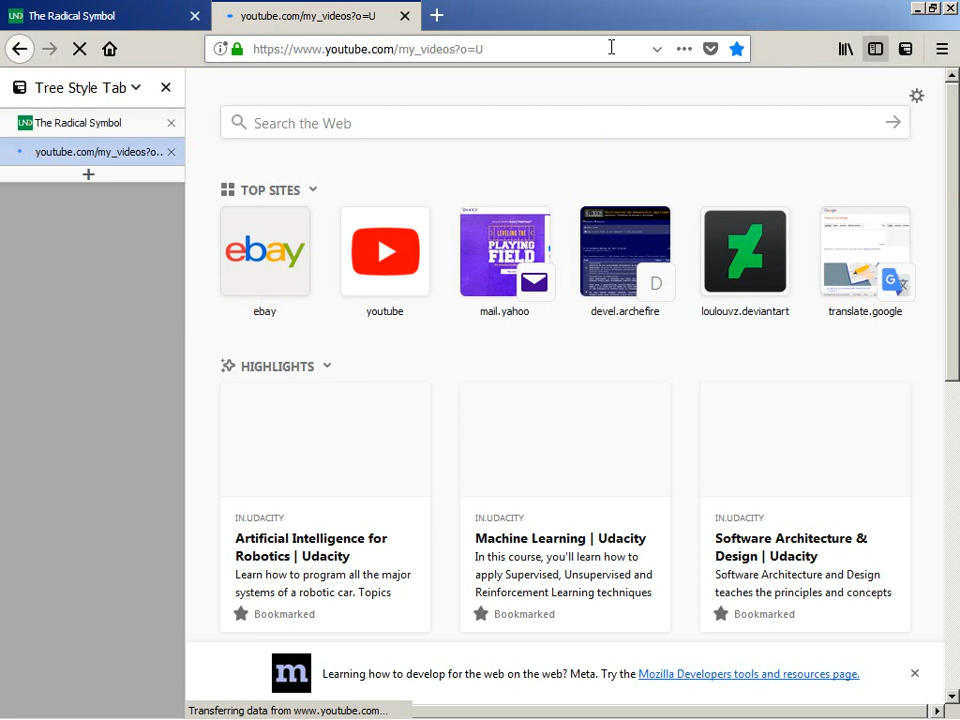 The Radical Symbol
youtube.com/my_videos?o=U
https://www.youtube.com/my_videos?o=U
Tree Style Tab
The Radical Symbol
youtube.com/my_videos?o..
Search the Web
TOP SITES
ebay
PLAYING
FIELD
D
ebay
youtube
mail.yahoo
devel.archefire
loulouvz.deviantart
translate.google
HIGHLIGHTS
IN.UDACITY
Artificial Intelligence for
Robotics | Udacity
Learn how to program all the major
systems of a robotic car. Topics
Bookmarked
IN.UDACITY
Machine Learning | Udacity
In this course, you'll learn how to
apply Supervised, Unsupervised and
Reinforcement Learning techniques
Bookmarked
IN.UDACITY
Software Architecture &
Design | Udacity
Software Architecture and Design
teaches the principles and concepts
Bookmarked
m
Learning how to develop for the web on the web? Meta. Try the Mozilla Developers tools and resources page.
Transferring data from www.youtube.com...